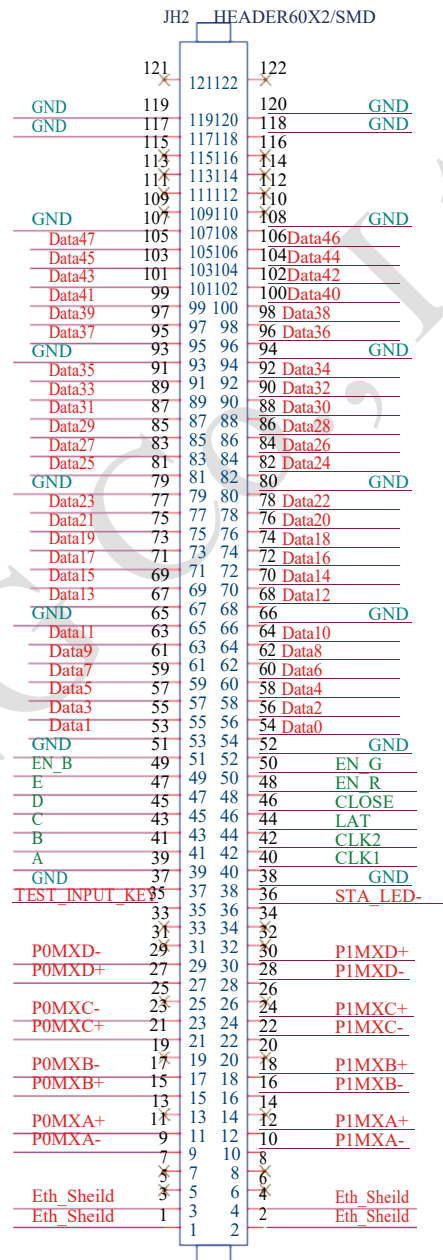 JH2 HEADER60X2/SMD
121 122
121122
GND 119 120 GND
119120
GND 117 118 GND
117118
115 116
115116
113 114
113114
111 112
111112
109 110
109110
GND 107 108 GND
107108
Data47 105 106 Data46
105106
Data45 103 104 Data44
103104
Data43 101 102 Data42
101102
Data41 99 100 Data40
99 100
Data39 97 98 Data38
97 98
Data37 95 96 Data36
95 96
GND 93 94 GND
93 94
Data35 91 92 Data34
91 92
Data33 89 90 Data32
89 90
Data31 87 88 Data30
87 88
Data29 85 86 Data28
85 86
Data27 83 84 Data26
83 84
Data25 81 82 Data24
81 82
GND 79 80 GND
79 80
Data23 77 78 Data22
77 78
Data21 75 76 Data20
75 76
Data19 73 74 Data18
73 74
Data17 71 72 Data16
71 72
Data15 69 70 Data14
69 70
Data13 67 68 Data12
67 68
GND 65 66 GND
65 66
Data11 63 64 Data10
63 64
Data9 61 62 Data8
61 62
Data7 59 60 Data6
59 60
Data5 57 58 Data4
57 58
Data3 55 56 Data2
55 56
Data1 53 54 Data0
53 54
GND 51 52 GND
51 52
EN_B 49 50 EN_G
49 50
E 47 48 EN_R
47 48
D 45 46 CLOSE
45 46
C 43 44 LAT
43 44
B 41 42 CLK2
41 42
A 39 40 CLK1
39 40
GND 37 38 GND
37 38
TEST_INPUT_KEY 35 36 STA_LED-
35 36
33 34
33 34
31 32
31 32
P0MXD- 29 30 P1MXD+
29 30
P0MXD+ 27 28 P1MXD-
27 28
25 26
25 26
P0MXC- 23 24 P1MXC+
23 24
P0MXC+ 21 22 P1MXC-
21 22
19 20
19 20
P0MXB- 17 18 P1MXB+
17 18
P0MXB+ 15 16 P1MXB-
15 16
13 14
13 14
P0MXA+ 11 12 P1MXA+
11 12
P0MXA- 9 10 P1MXA-
9 10
7 8
7 8
5 6
5 6
Eth_Sheild 3 4 Eth_Sheild
3 4
Eth_Sheild 1 2 Eth_Sheild
1 2
G Co.,